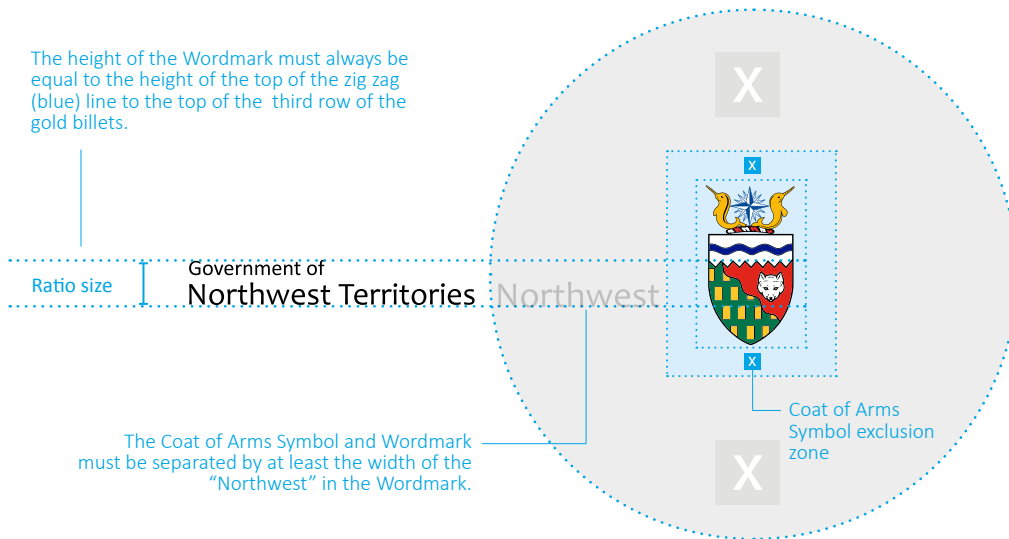 The height of the Wordmark must always be
equal to the height of the top of the zig zag
(blue) line to the top of the third row of the
gold billets.
X
X
Ratio size
Government of
Northwest Territories
Northwest
X
Coat of Arms
Symbol exclusion
zone
The Coat of Arms Symbol and Wordmark
must be separated by at least the width of the
“Northwest” in the Wordmark.
X